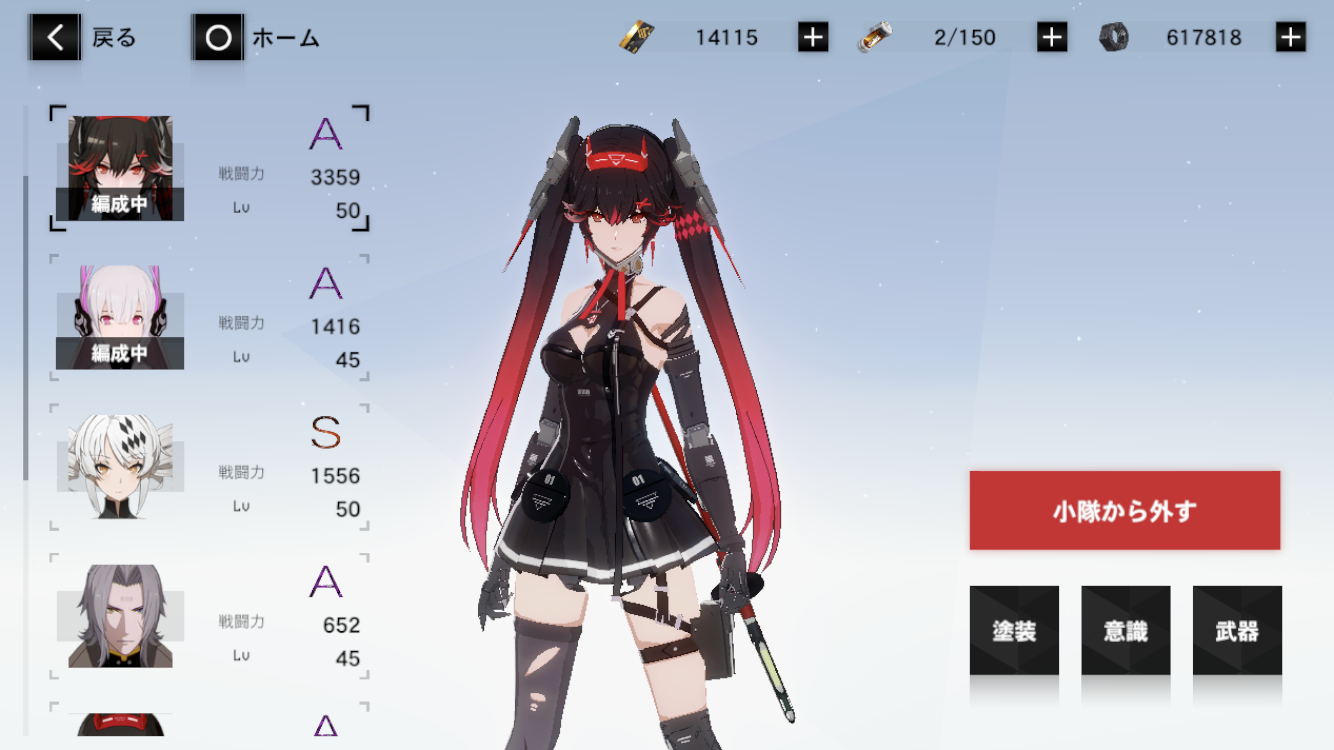 戻る
ホーム
14115
2/150
617818
A
戦闘力 3359
Lv 50
編成中
A
戦闘力 1416
Lv 45
編成中
S
戦闘力 1556
Lv 50
A
戦闘力 652
Lv 45
A
01
01
小隊から外す
塗装
意識
武器